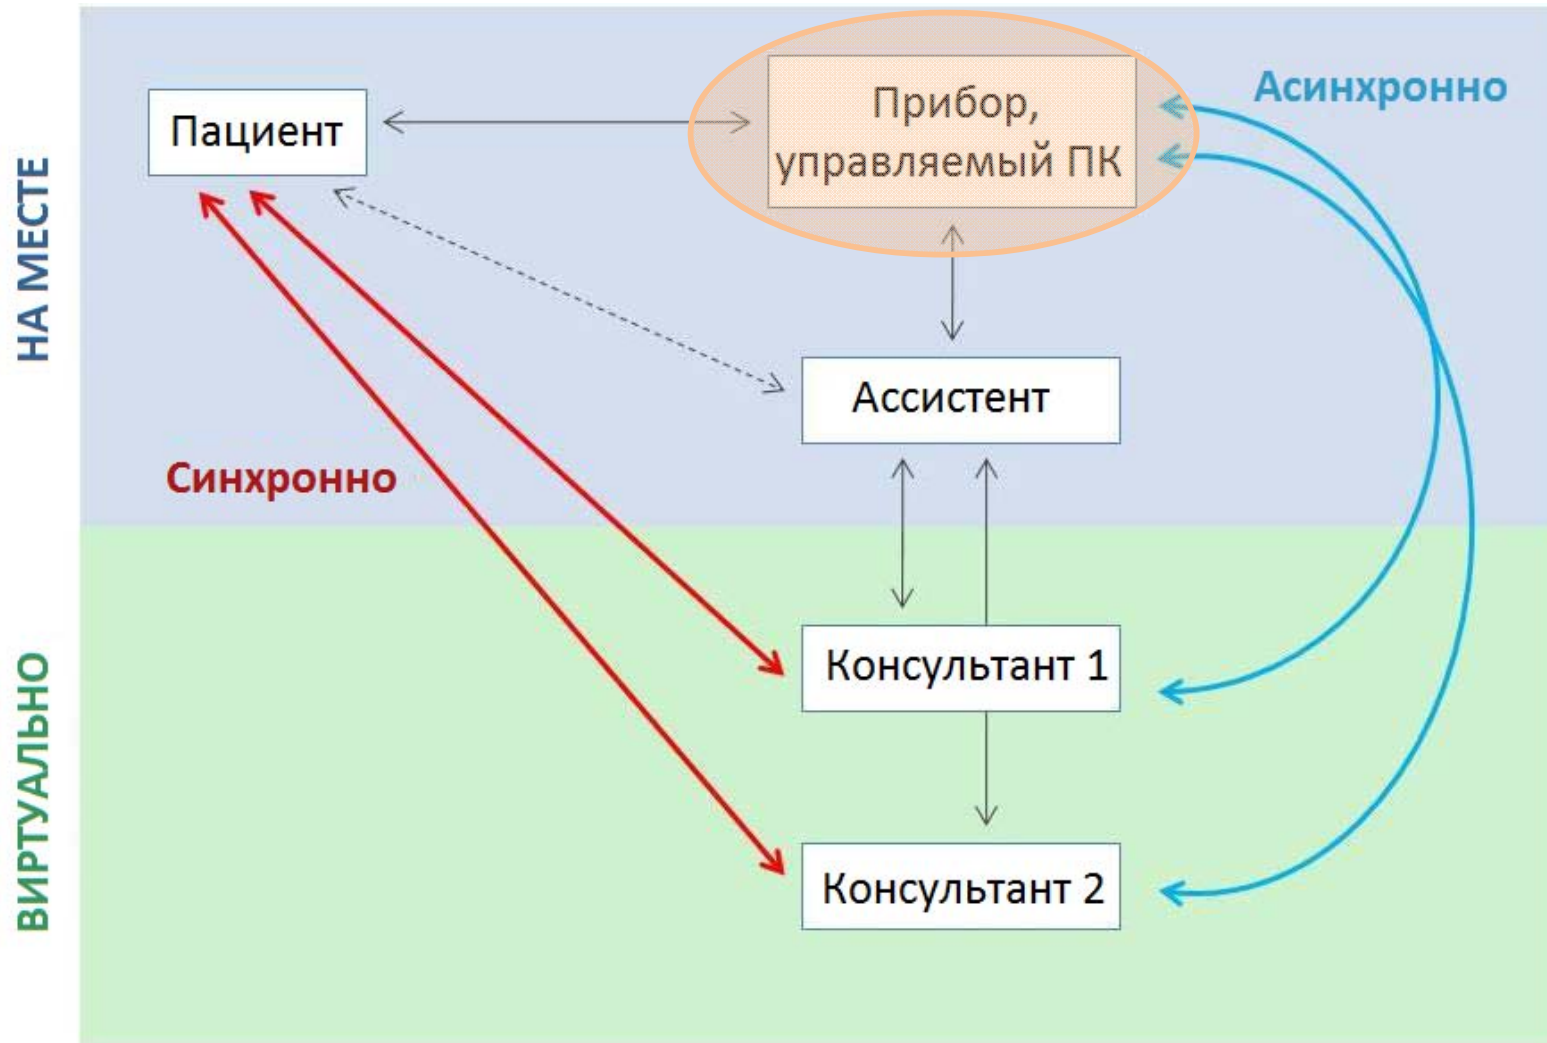 НА МЕСТЕ
Пациент
Прибор,
управляемый ПК
Асинхронно
Ассистент
Синхронно
ВИРТУАЛЬНО
Консультант 1
Консультант 2